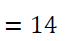 = 14